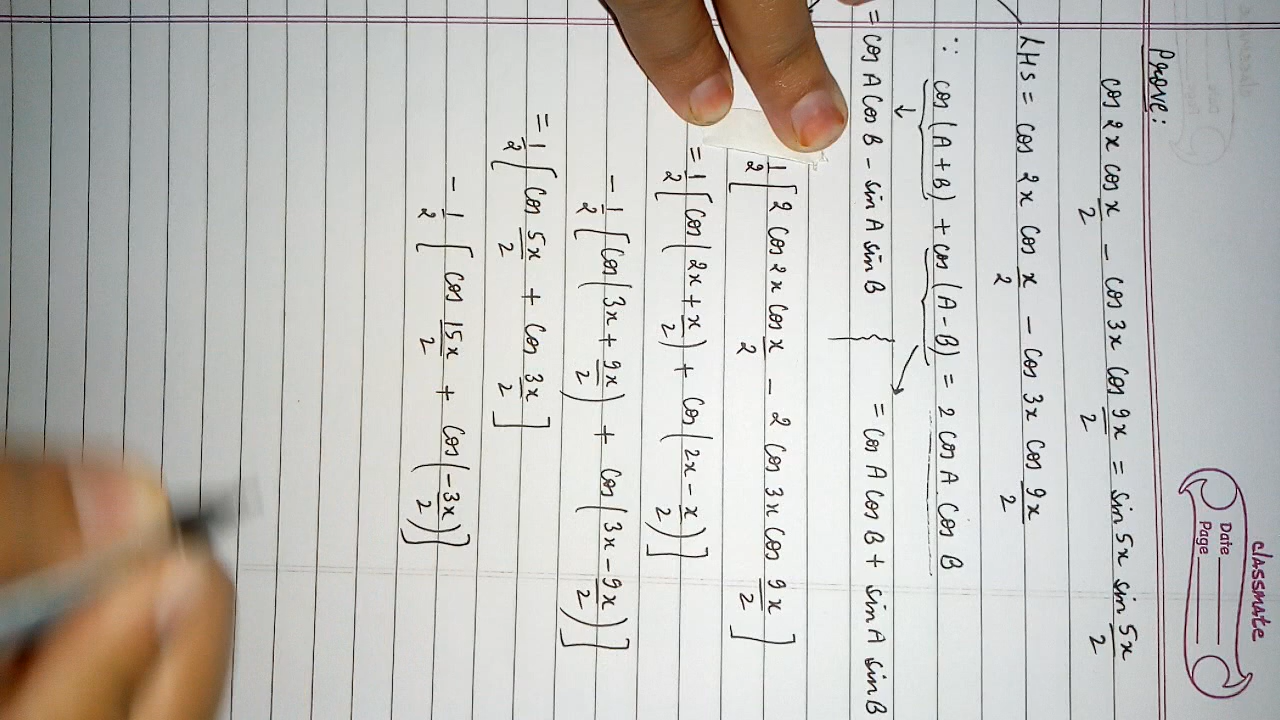 classmate
Date
Page
Prove:
cos 2x cos x/2 - cos 3x cos 9x/2 = sin 5x sin 5x/2
LHS = cos 2x cos x/2 - cos 3x cos 9x/2
∵ cos(A+B) + cos(A-B) = 2 cos A cos B
= cos A cos B - sin A sin B } = cos A cos B + sin A sin B
1/2 [2 cos 2x cos x/2 - 2 cos 3x cos 9x/2]
= 1/2 [cos(2x + x/2) + cos(2x - x/2)]
- 1/2 [cos(3x + 9x/2) + cos(3x - 9x/2)]
= 1/2 [cos 5x/2 + cos 3x/2]
- 1/2 [cos 15x/2 + cos(-3x/2)]